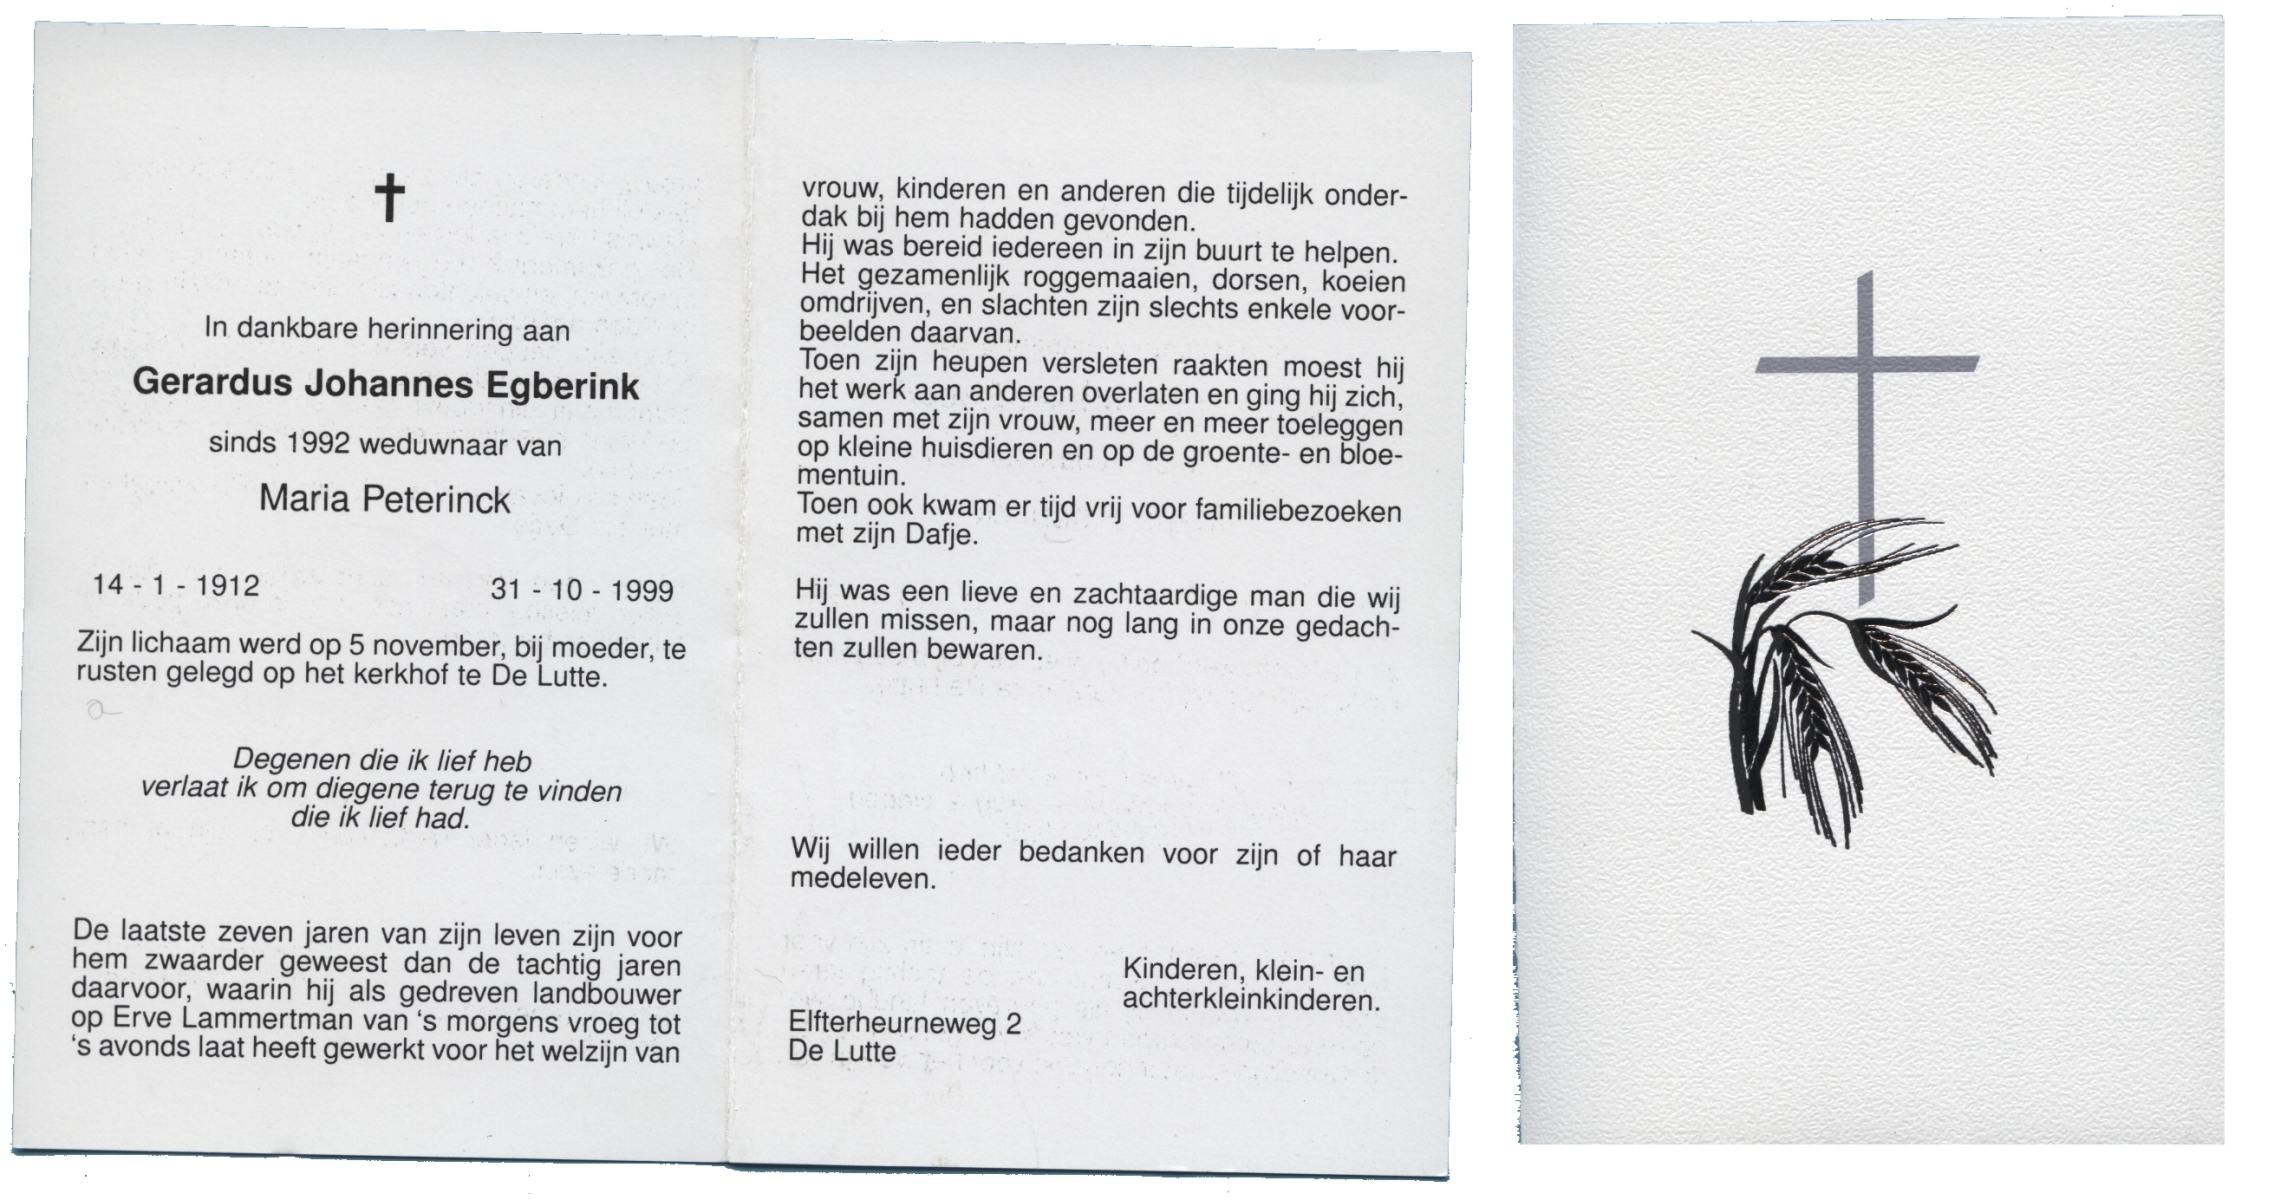 In dankbare herinnering aan
Gerardus Johannes Egberink
sinds 1992 weduwnaar van
Maria Peterinck
14 - 1 - 1912 31 - 10 - 1999
Zijn lichaam werd op 5 november, bij moeder, te
rusten gelegd op het kerkhof te De Lutte.
a
Degenen die ik lief heb
verlaat ik om diegene terug te vinden
die ik lief had.
De laatste zeven jaren van zijn leven zijn voor
hem zwaarder geweest dan de tachtig jaren
daarvoor, waarin hij als gedreven landbouwer
op Erve Lammertman van ‘s morgens vroeg tot
‘s avonds laat heeft gewerkt voor het welzijn van
vrouw, kinderen en anderen die tijdelijk onder-
dak bij hem hadden gevonden.
Hij was bereid iedereen in zijn buurt te helpen.
Het gezamenlijk roggemaaien, dorsen, koeien
omdrijven, en slachten zijn slechts enkele voor-
beelden daarvan.
Toen zijn heupen versleten raakten moest hij
het werk aan anderen overlaten en ging hij zich,
samen met zijn vrouw, meer en meer toeleggen
op kleine huisdieren en op de groente- en bloe-
mentuin.
Toen ook kwam er tijd vrij voor familiebezoeken
met zijn Dafje.
Hij was een lieve en zachtaardige man die wij
zullen missen, maar nog lang in onze gedach-
ten zullen bewaren.
Wij willen ieder bedanken voor zijn of haar
medeleven.
Kinderen, klein- en
achterkleinkinderen.
Elfterheurneweg 2
De Lutte